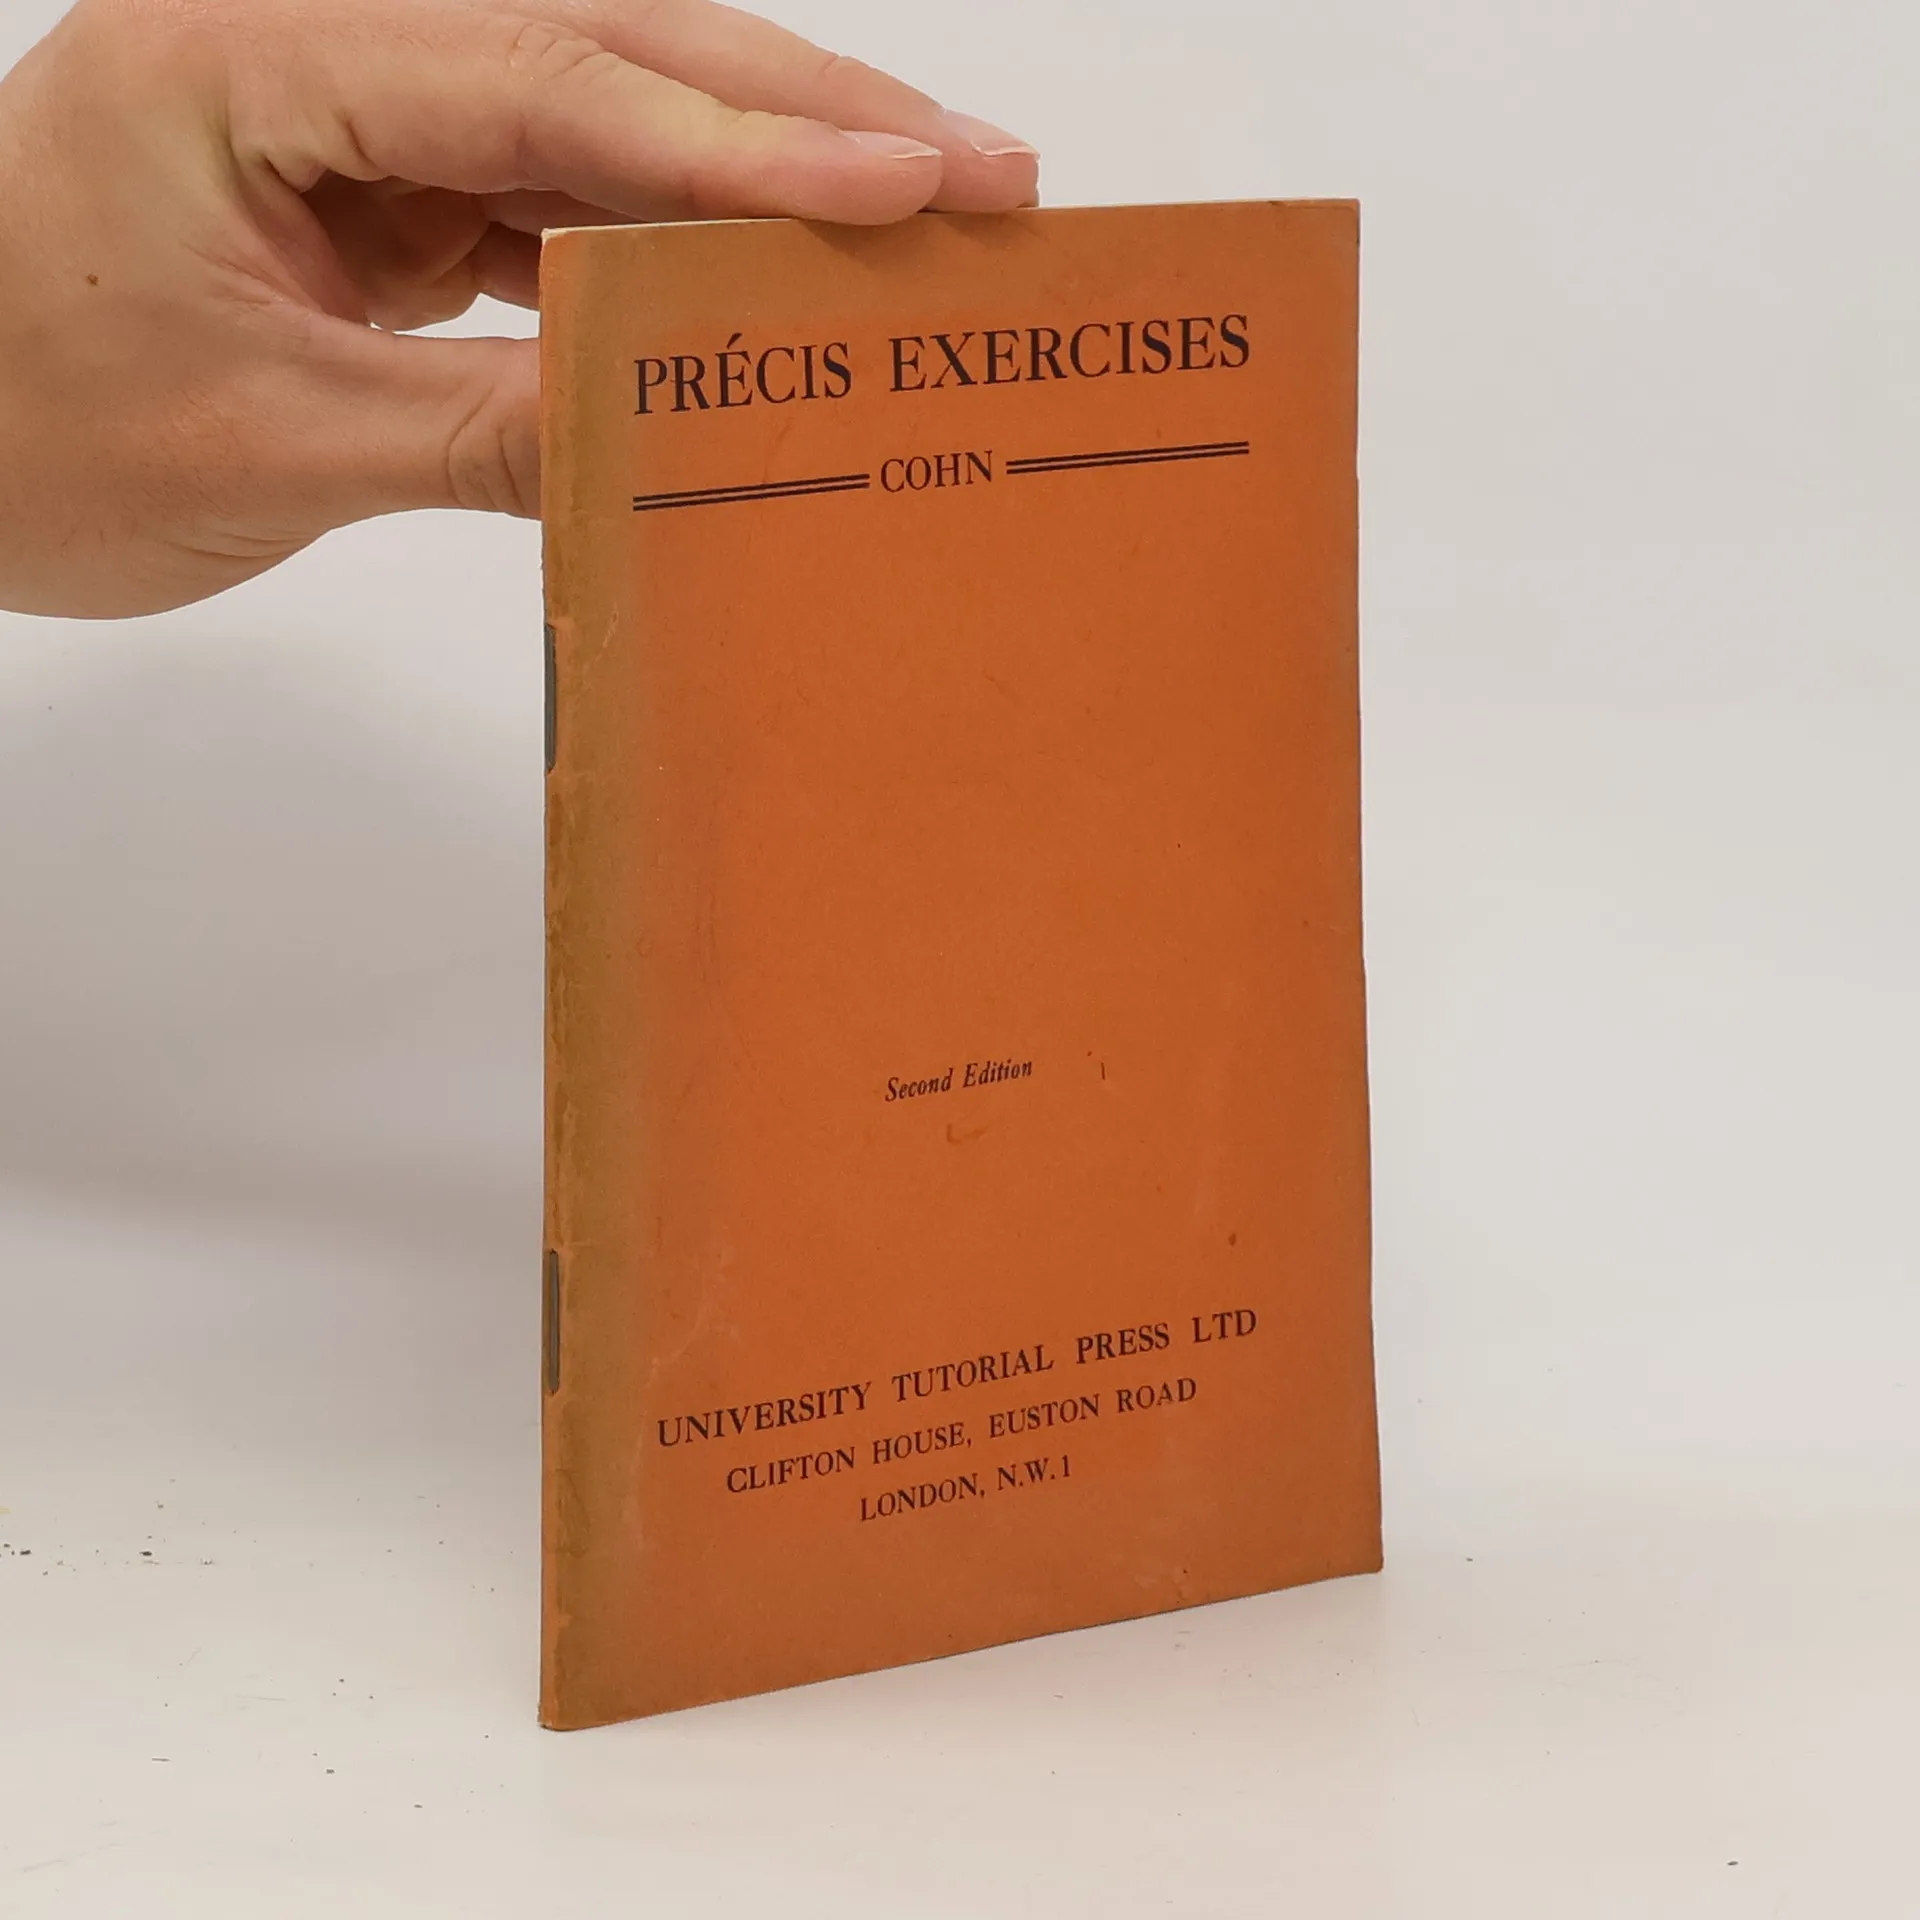 PRÉCIS EXERCISES
COHN
Second Edition
UNIVERSITY TUTORIAL PRESS LTD
CLIFTON HOUSE, EUSTON ROAD
LONDON, N.W.1